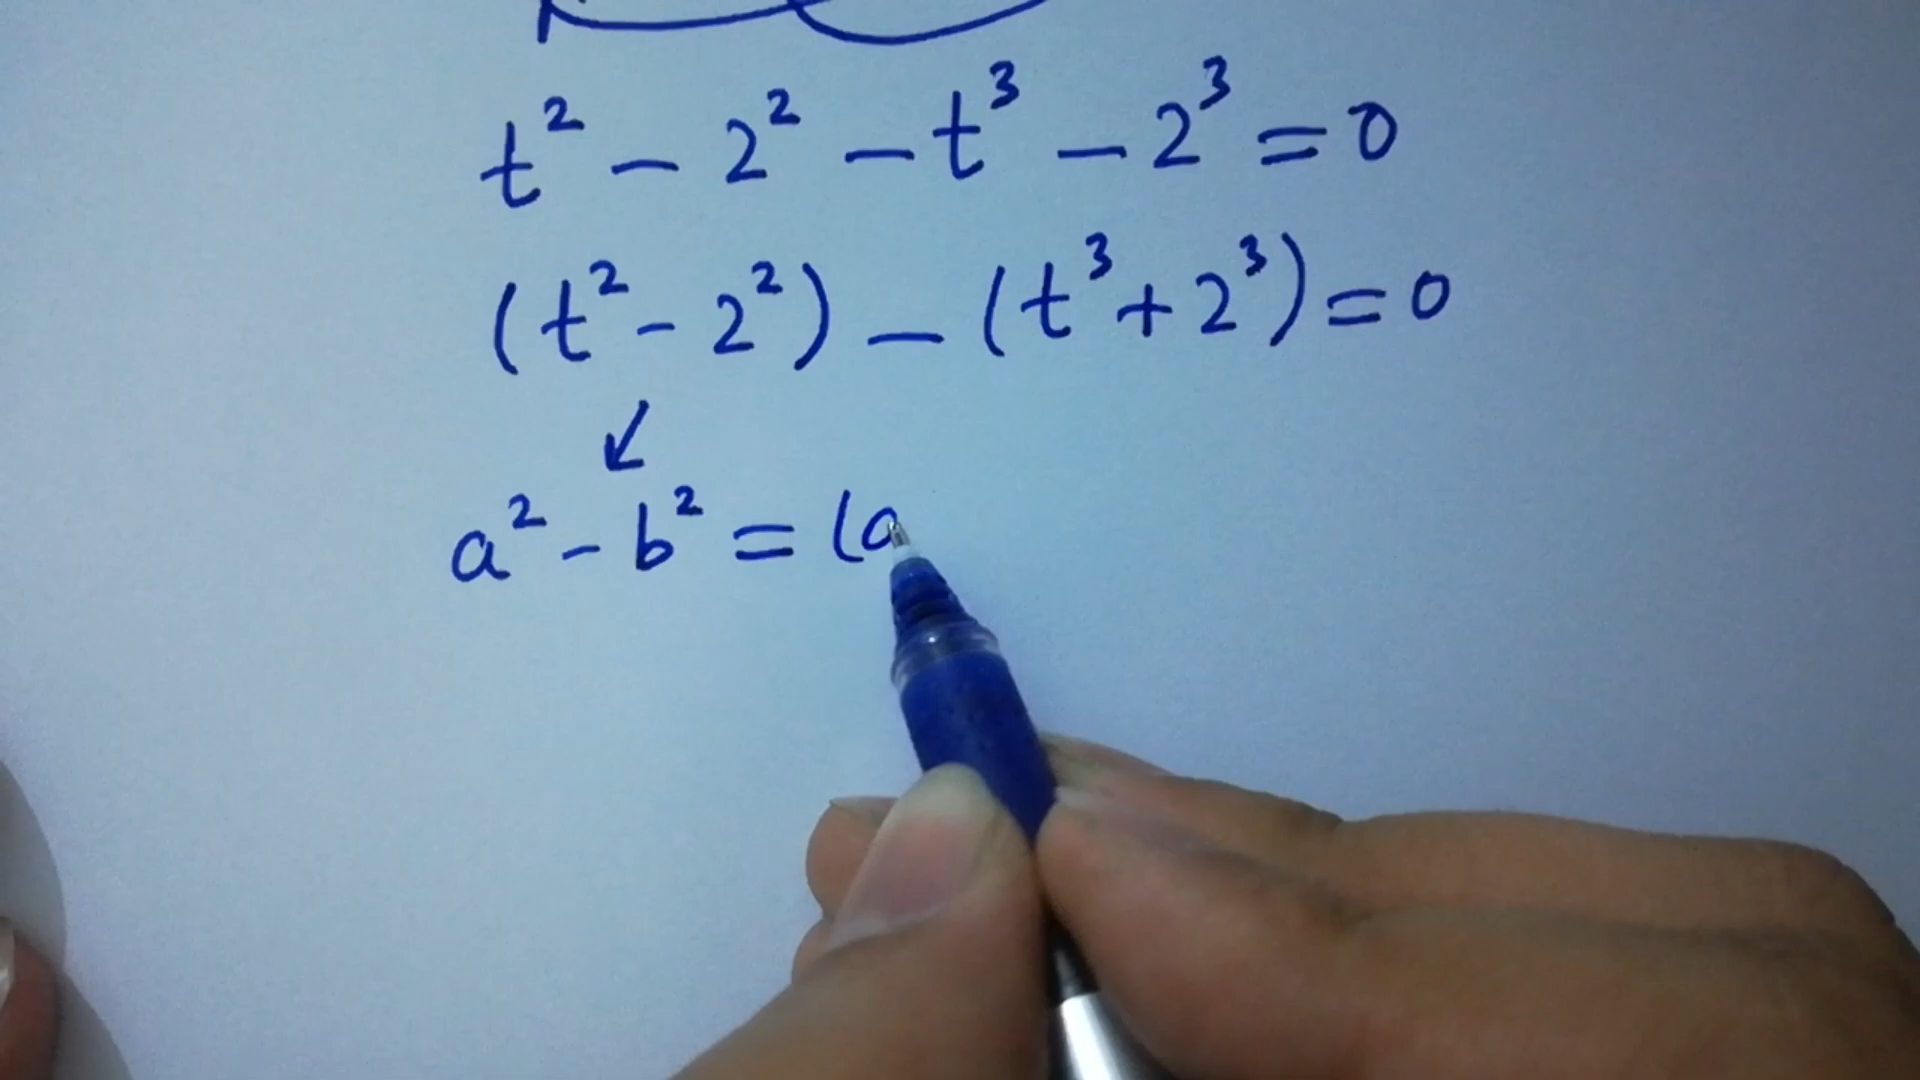 t² - 2² - t³ - 2³ = 0
(t² - 2²) - (t³ + 2³) = 0
↙
a² - b² = (a